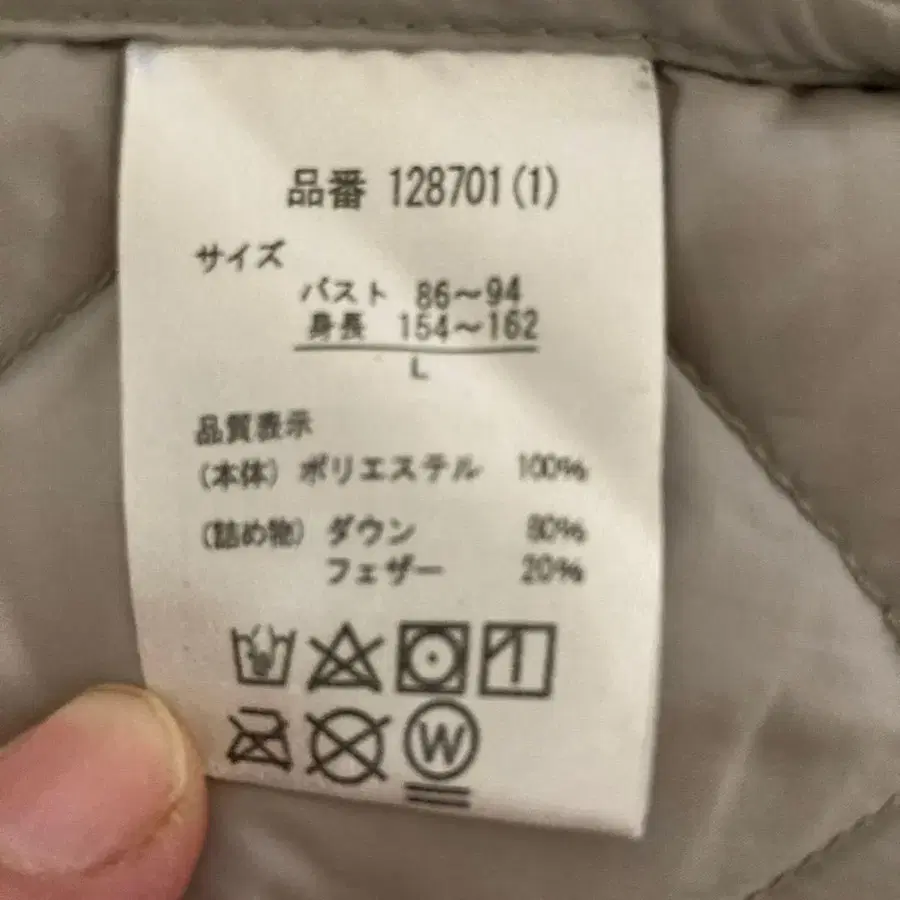 品番 128701(1)
サイズ
バスト 86～94
身長 154～162
L
品質表示
(本体) ポリエステル 100%
(詰め物) ダウン 80%
フェザー 20%
W